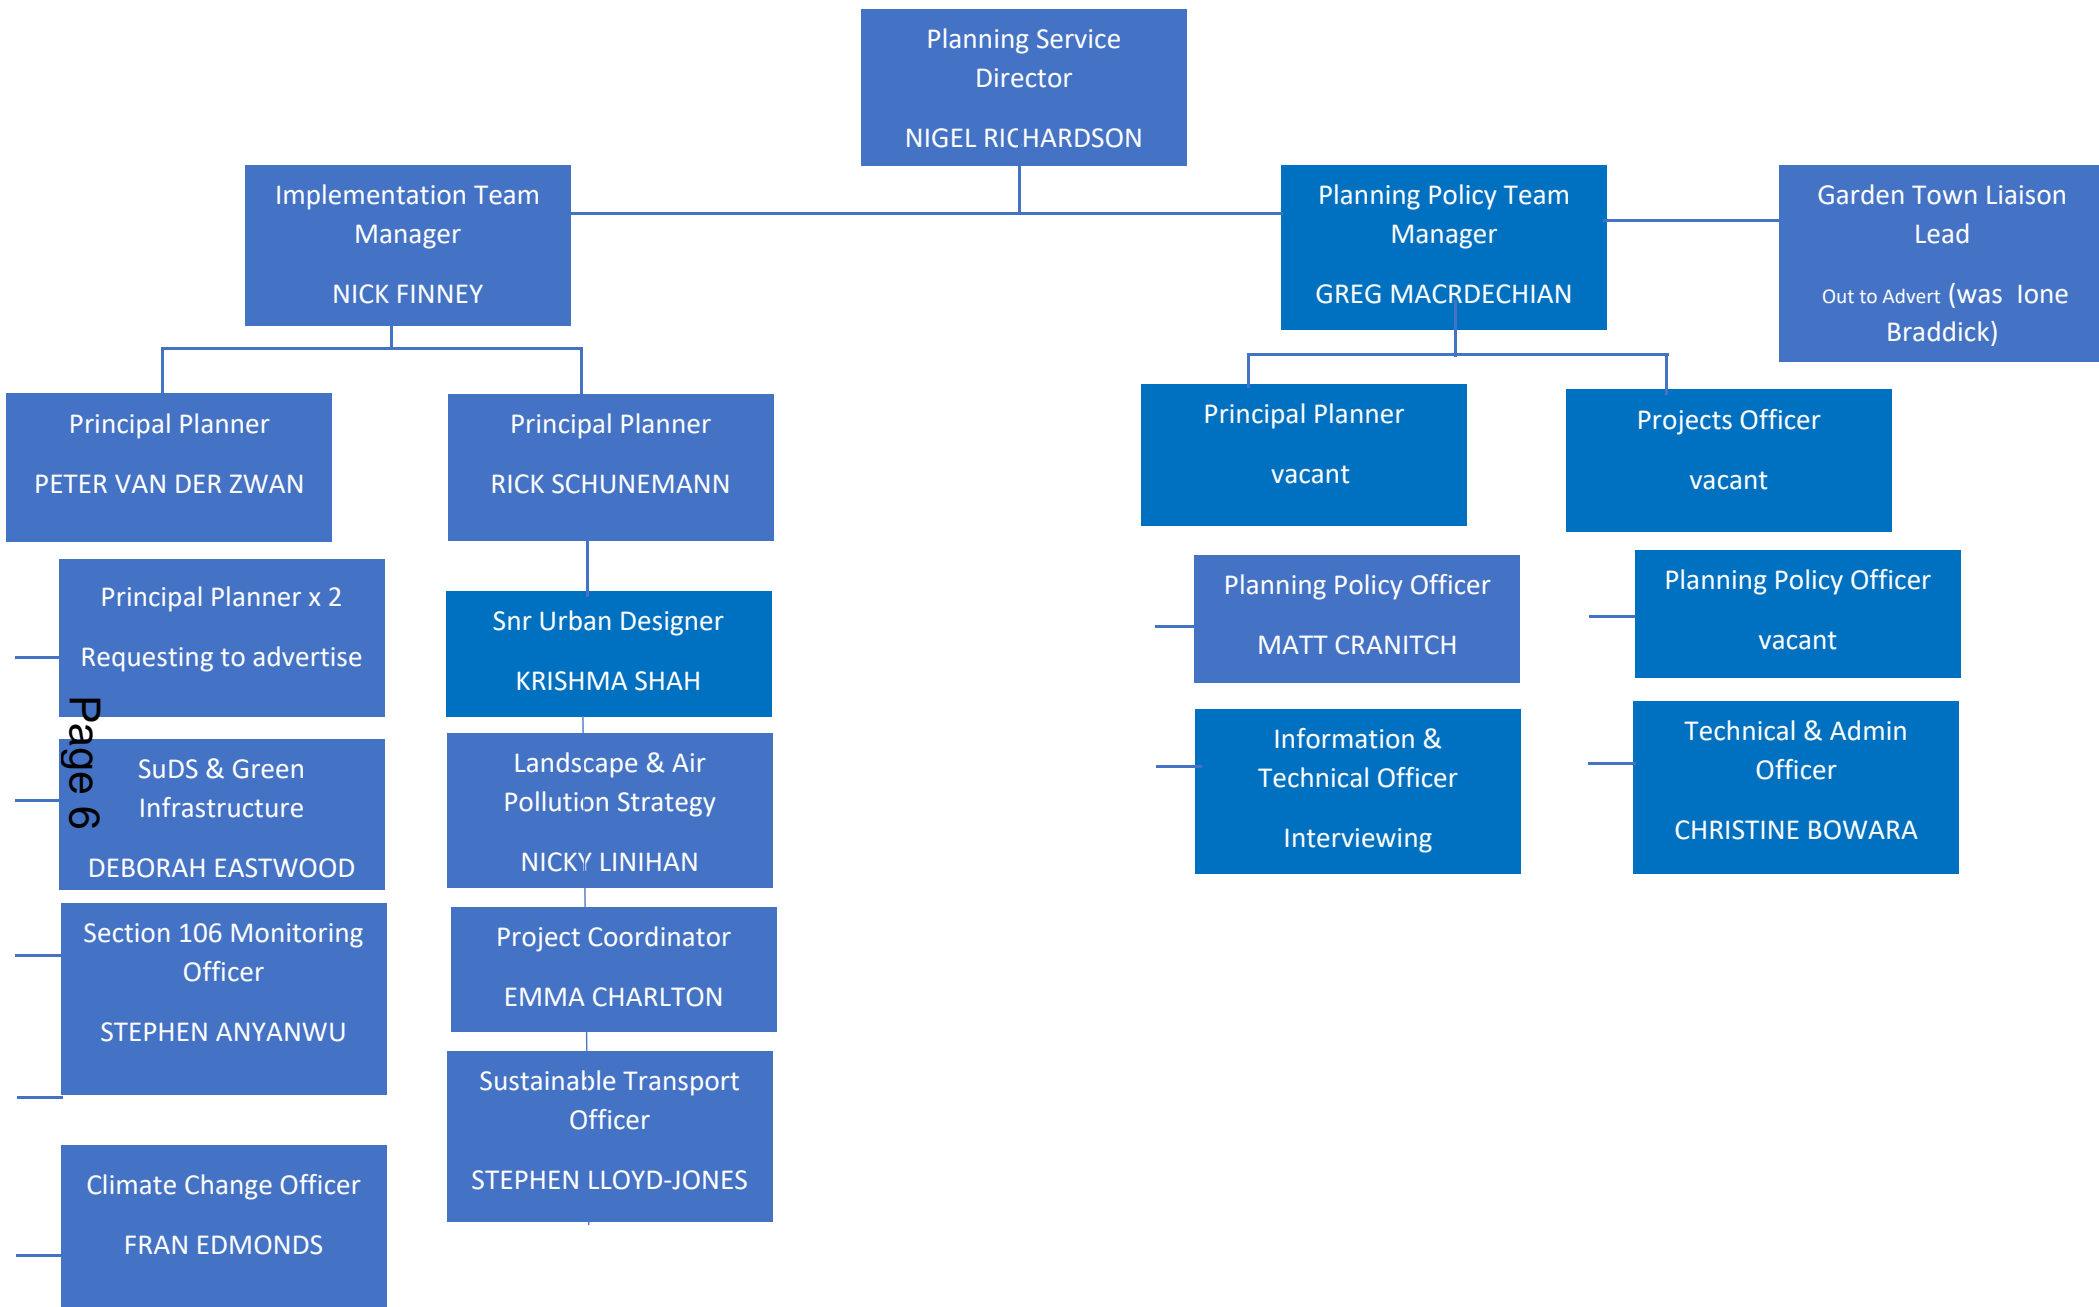 Planning Service
Director
NIGEL RICHARDSON
Implementation Team
Manager
NICK FINNEY
Planning Policy Team
Manager
GREG MACRDECHIAN
Garden Town Liaison
Lead
Out to Advert (was Ione
Braddick)
Principal Planner
PETER VAN DER ZWAN
Principal Planner
RICK SCHUNEMANN
Principal Planner
vacant
Projects Officer
vacant
Principal Planner x 2
Requesting to advertise
SuDS & Green
Infrastructure
DEBORAH EASTWOOD
Section 106 Monitoring
Officer
STEPHEN ANYANWU
Climate Change Officer
FRAN EDMONDS
Snr Urban Designer
KRISHMA SHAH
Landscape & Air
Pollution Strategy
NICKY LINIHAN
Project Coordinator
EMMA CHARLTON
Sustainable Transport
Officer
STEPHEN LLOYD-JONES
Planning Policy Officer
MATT CRANITCH
Information &
Technical Officer
Interviewing
Planning Policy Officer
vacant
Technical & Admin
Officer
CHRISTINE BOWARA
Page 6